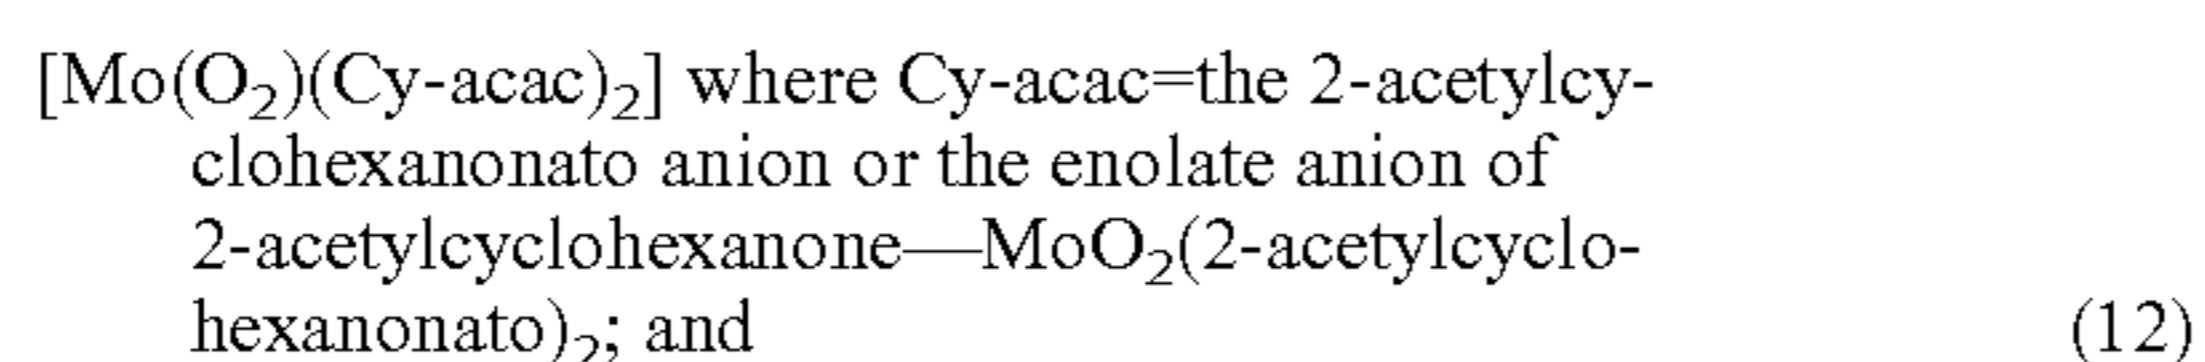 [Mo(O₂)(Cy-acac)₂] where Cy-acac=the 2-acetylcy-
clohexanonato anion or the enolate anion of
2-acetylcyclohexanone—MoO₂(2-acetylcyclo-
hexanonato)₂; and (12)